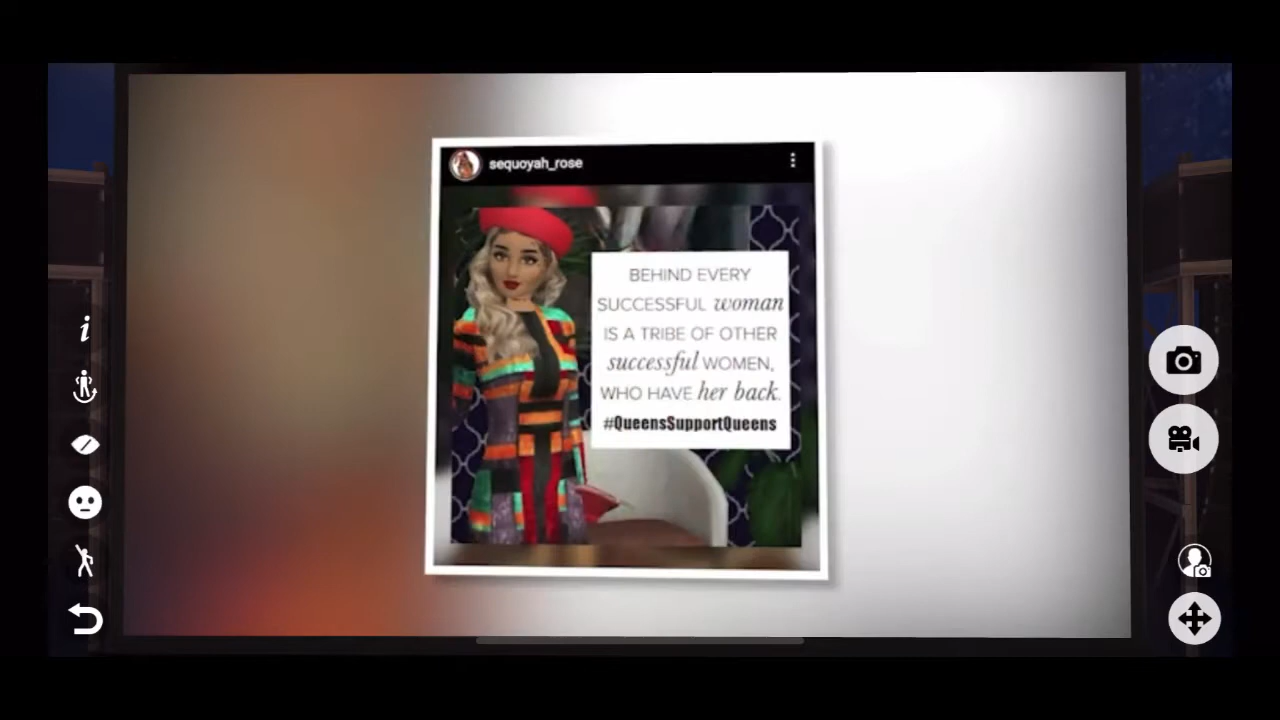 sequoyah_rose
BEHIND EVERY
SUCCESSFUL woman
IS A TRIBE OF OTHER
successful WOMEN,
WHO HAVE her back.
#QueensSupportQueens